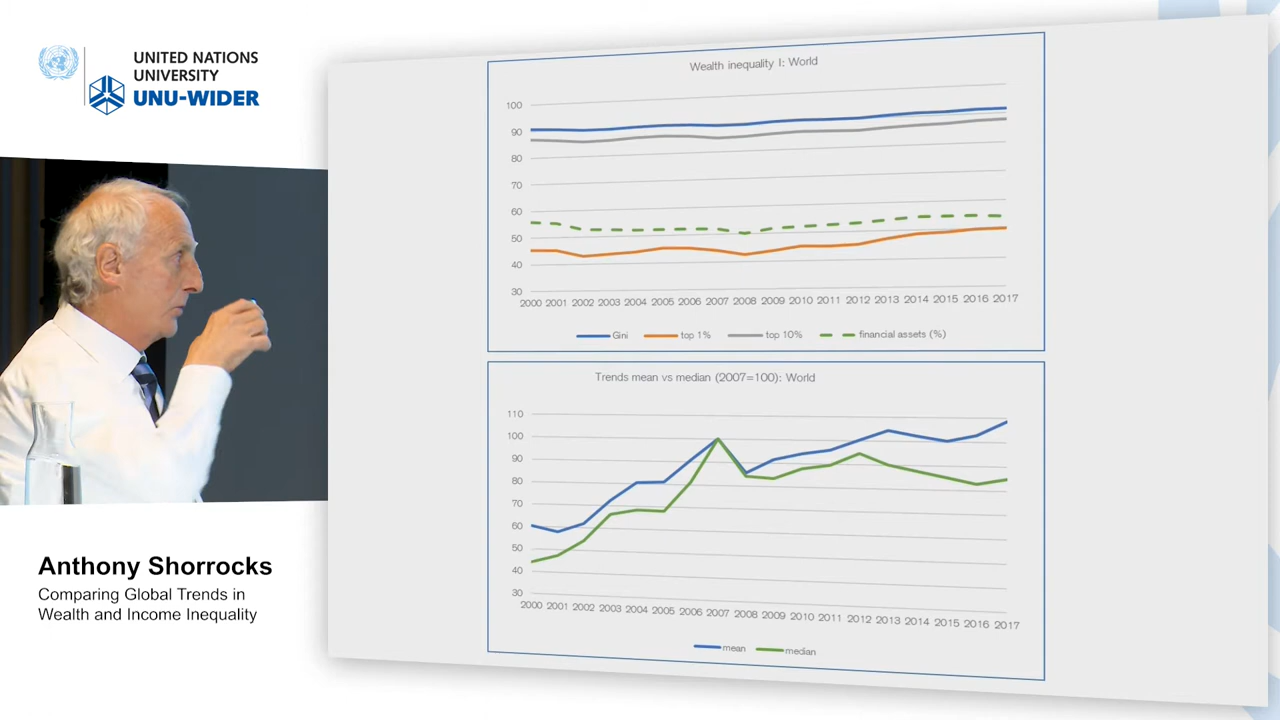 UNITED NATIONS
UNIVERSITY
UNU-WIDER
Anthony Shorrocks
Comparing Global Trends in
Wealth and Income Inequality
Wealth inequality I: World
100
90
80
70
60
50
40
30
2000 2001 2002 2003 2004 2005 2006 2007 2008 2009 2010 2011 2012 2013 2014 2015 2016 2017
Gini top 1% top 10% financial assets (%)
Trends mean vs median (2007=100): World
110
100
90
80
70
60
50
40
30
2000 2001 2002 2003 2004 2005 2006 2007 2008 2009 2010 2011 2012 2013 2014 2015 2016 2017
mean median